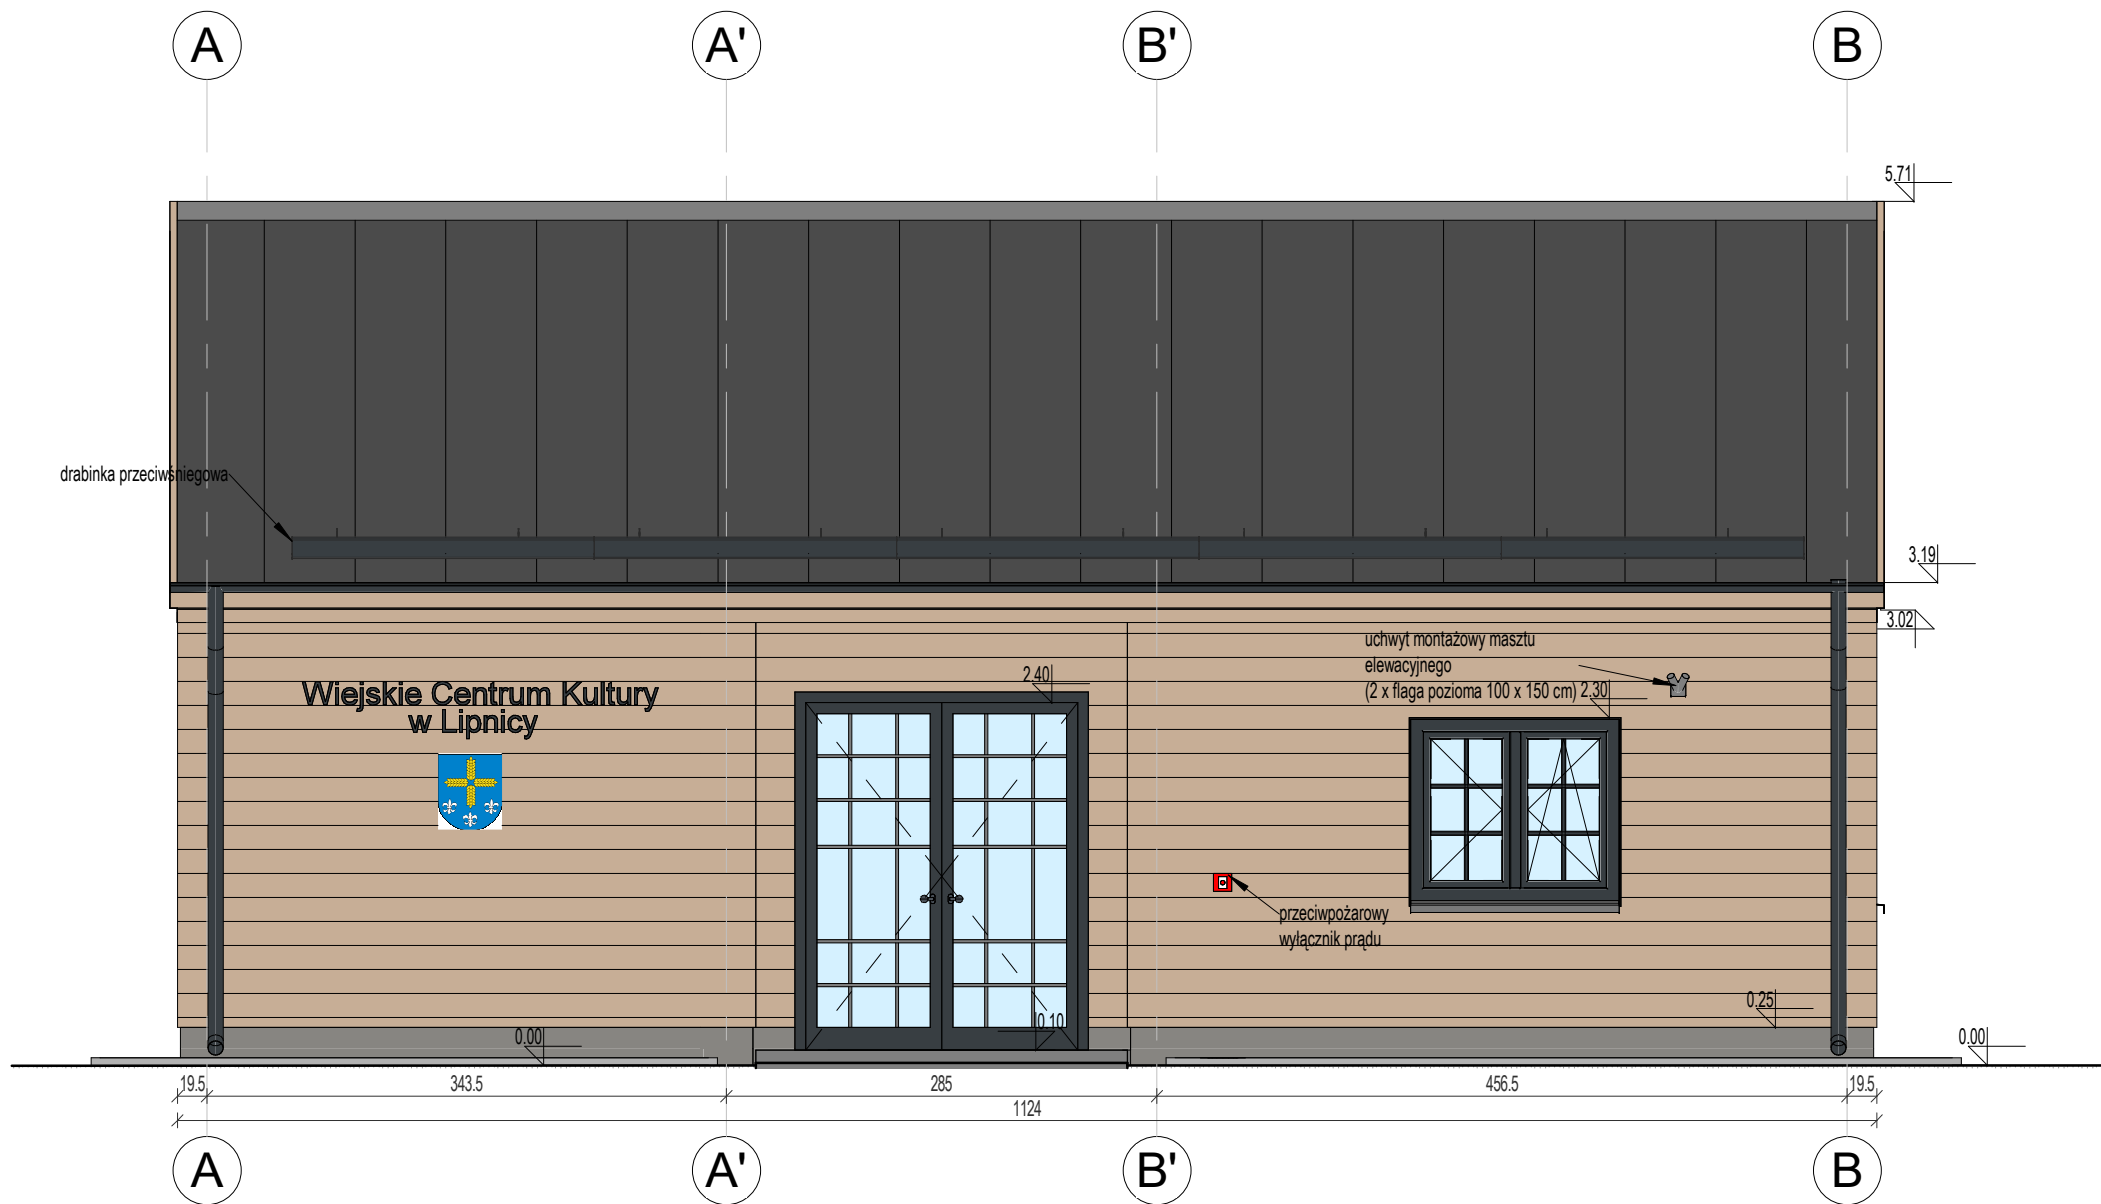 A A' B' B
5.71
drabinka przeciwśniegowa
3.19
3.02
uchwyt montażowy masztu
elewacyjnego
(2 x flaga pozioma 100 x 150 cm) 2.30
2.40
Wiejskie Centrum Kultury
w Lipnicy
przeciwpożarowy
wyłącznik prądu
0.25
0.10
0.00
0.00
19.5 343.5 285 456.5 19.5
1124
A A' B' B